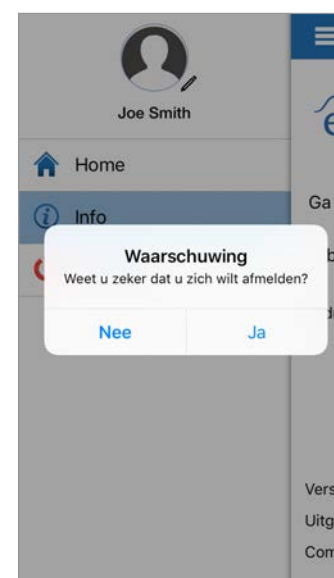 Joe Smith
Home
Info
Ga
Waarschuwing
Weet u zeker dat u zich wilt afmelden?
Nee
Ja
Vers
Uitg
Com